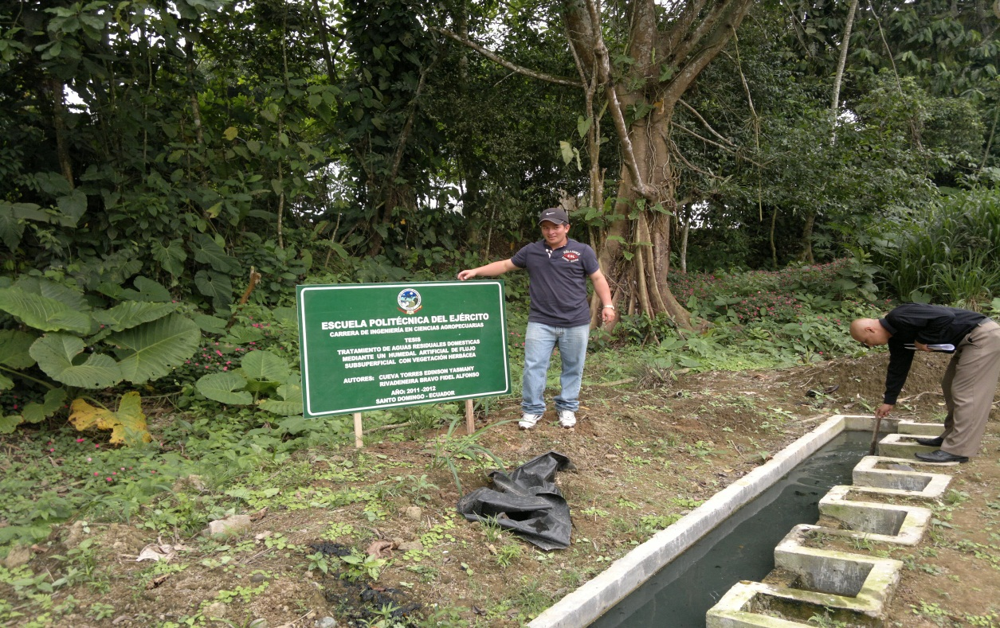 ESCUELA POLITÉCNICA DEL EJÉRCITO
CARRERA DE INGENIERÍA EN CIENCIAS AGROPECUARIAS
TESIS
TRATAMIENTO DE AGUAS RESIDUALES DOMESTICAS
MEDIANTE UN HUMEDAL ARTIFICIAL DE FLUJO
SUBSUPERFICIAL CON VEGETACIÓN HERBÁCEA
AUTORES: CUEVA TORRES EDINSON YASMANY
RIVADENEIRA BRAVO FIDEL ALFONSO
AÑO: 2011 -2012
SANTO DOMINGO - ECUADOR